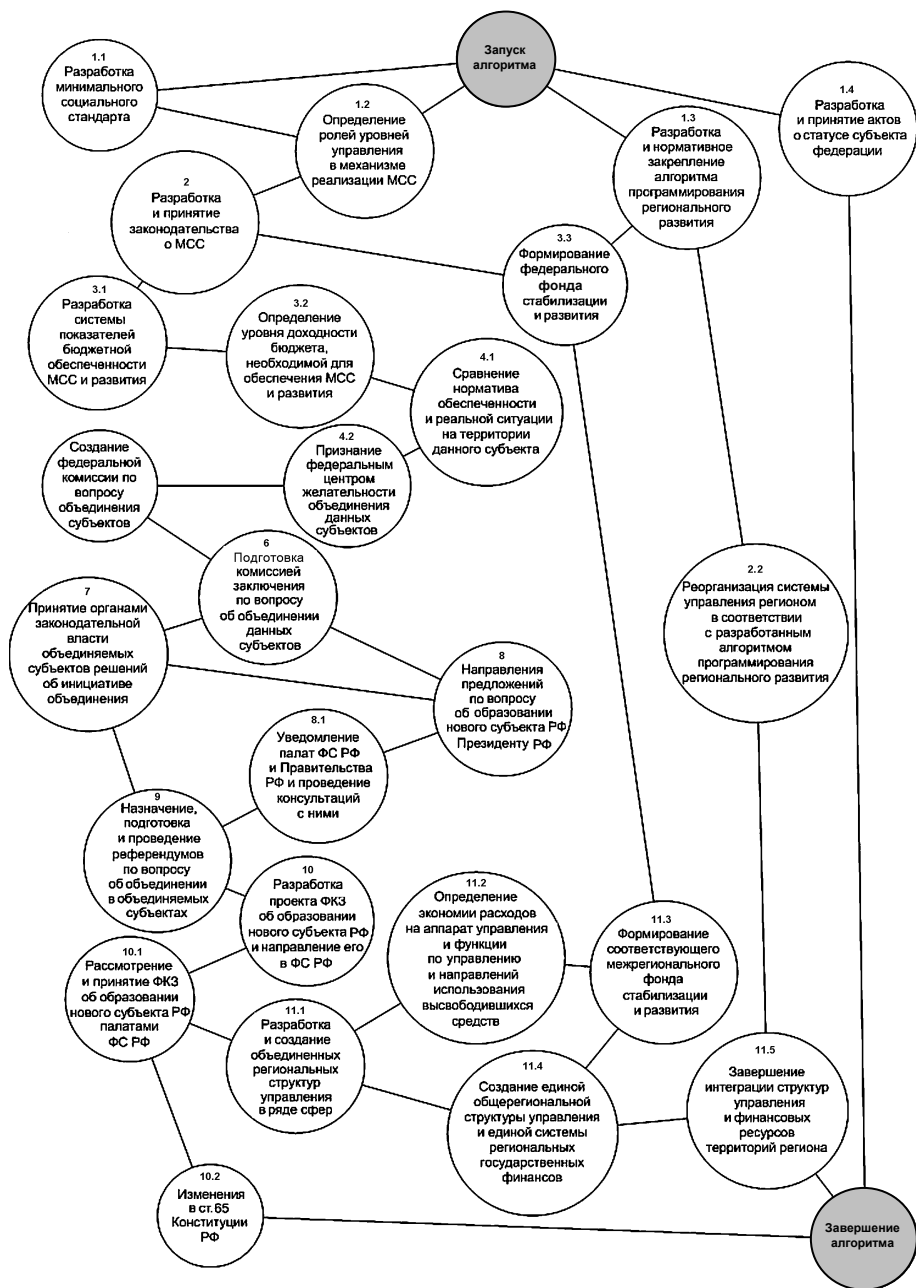 Запуск
алгоритма
1.1
Разработка
минимального
социального
стандарта
1.2
Определение
ролей уровней
управления
в механизме
реализации МСС
1.3
Разработка
и нормативное
закрепление
алгоритма
программирования
регионального
развития
1.4
Разработка
и принятие актов
о статусе субъекта
федерации
2
Разработка
и принятие
законодательства
о МСС
3.3
Формирование
федерального
фонда
стабилизации
и развития
3.1
Разработка
системы
показателей
бюджетной
обеспеченности
МСС и развития
3.2
Определение
уровня доходности
бюджета,
необходимой для
обеспечения МСС
и развития
4.1
Сравнение
норматива
обеспеченности
и реальной ситуации
на территории
данного субъекта
4.2
Признание
федеральным
центром
желательности
объединения
данных
субъектов
Создание
федеральной
комиссии по
вопросу
объединения
субъектов
6
Подготовка
комиссией
заключения
по вопросу
об объединении
данных
субъектов
2.2
Реорганизация системы
управления регионом
в соответствии
с разработанным
алгоритмом
программирования
регионального развития
7
Принятие органами
законодательной
власти
объединяемых
субъектов решений
об инициативе
объединения
8
Направления
предложений
по вопросу
об образовании
нового субъекта РФ
Президенту РФ
8.1
Уведомление
палат ФС РФ
и Правительства
РФ и проведение
консультаций
с ними
9
Назначение,
подготовка
и проведение
референдумов
по вопросу
об объединении
в объединяемых
субъектах
10
Разработка
проекта ФКЗ
об образовании
нового субъекта РФ
и направление его
в ФС РФ
11.2
Определение
экономии расходов
на аппарат управления
и функции
по управлению
и направлений
использования
высвободившихся
средств
11.3
Формирование
соответствующего
межрегионального
фонда
стабилизации
и развития
10.1
Рассмотрение
и принятие ФКЗ
об образовании
нового субъекта РФ
палатами
ФС РФ
11.1
Разработка
и создание
объединенных
региональных
структур
управления
в ряде сфер
11.4
Создание единой
общерегиональной
структуры управления
и единой системы
региональных
государственных
финансов
11.5
Завершение
интеграции структур
управления
и финансовых
ресурсов
территорий региона
10.2
Изменения
в ст. 65
Конституции
РФ
Завершение
алгоритма